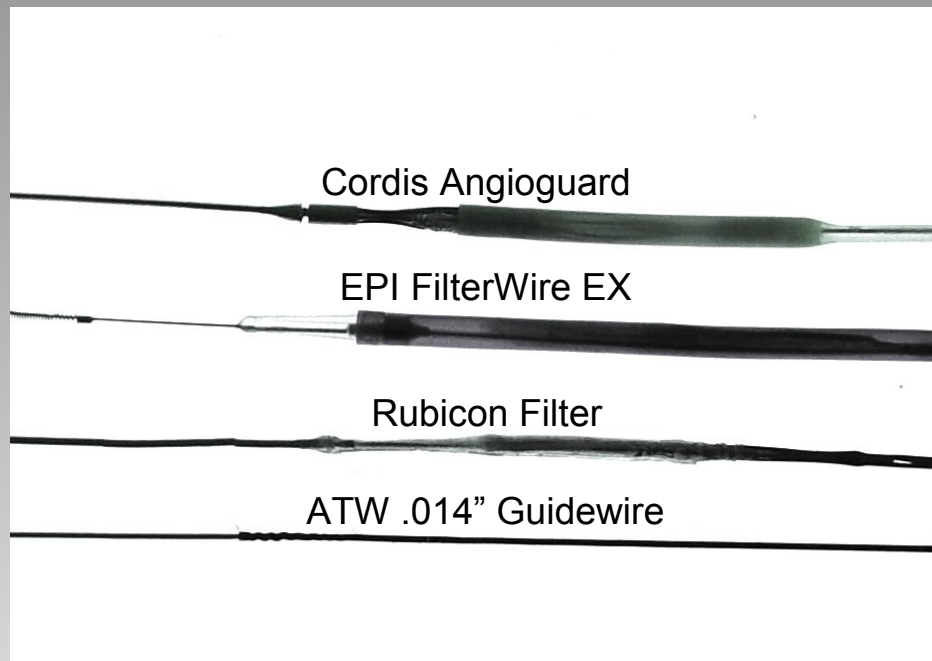 Cordis Angioguard
EPI FilterWire EX
Rubicon Filter
ATW .014” Guidewire